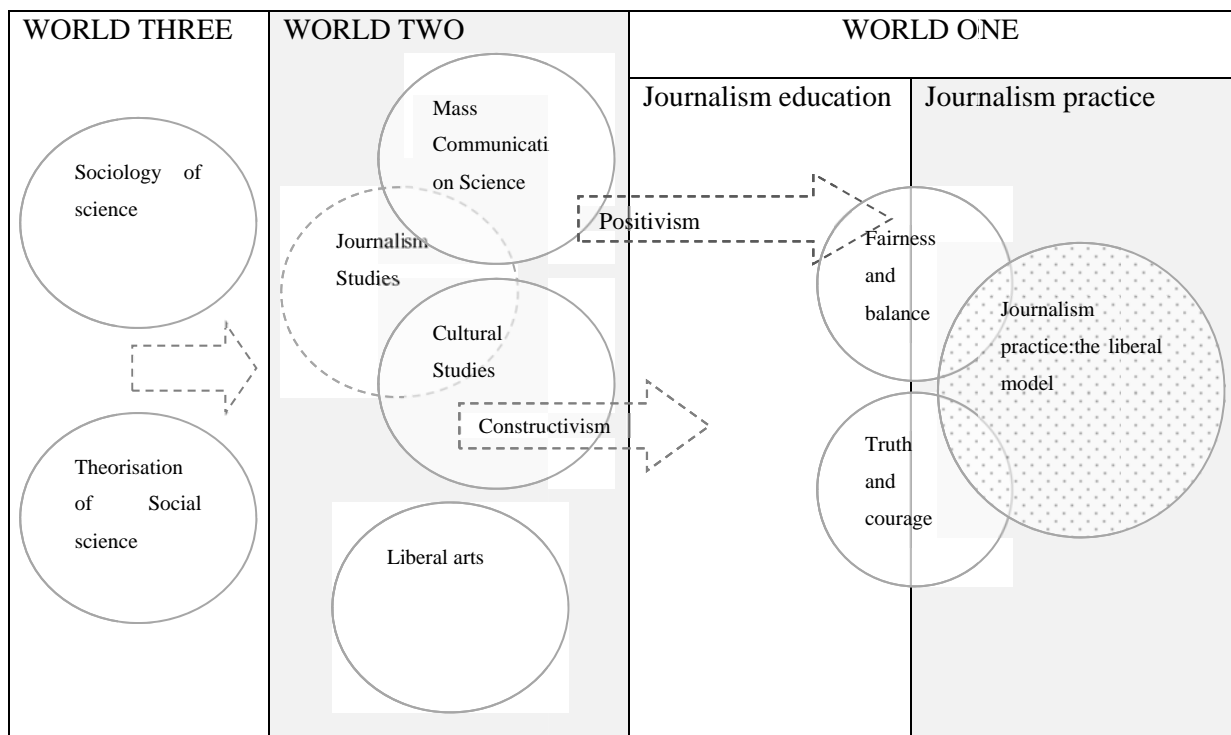 WORLD THREE
WORLD TWO
WORLD ONE
Journalism education
Journalism practice
Sociology of
science
Theorisation
of Social
science
Mass
Communicati
on Science
Journalism
Studies
Cultural
Studies
Liberal arts
Positivism
Constructivism
Fairness
and
balance
Truth
and
courage
Journalism
practice:the liberal
model